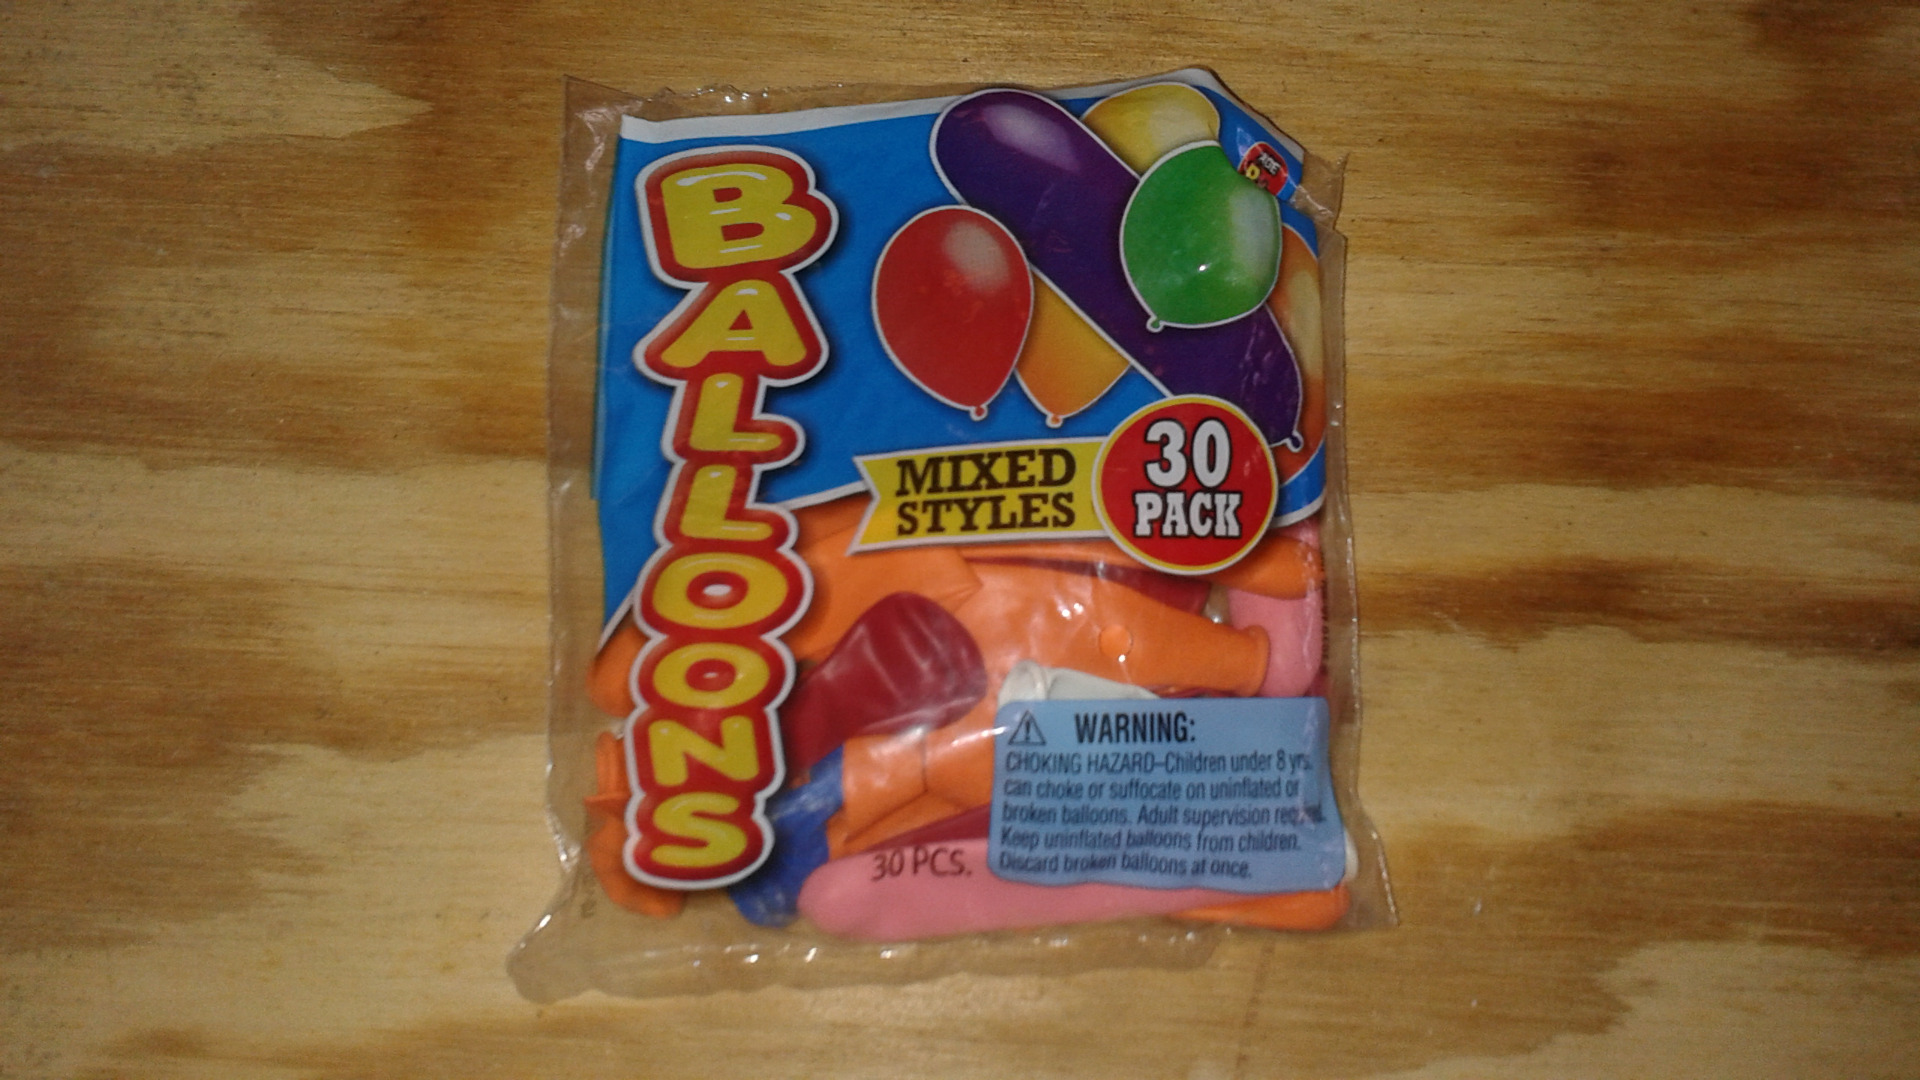 BALLOONS
MIXED
STYLES
30
PACK
WARNING:
CHOKING HAZARD–Children under 8 yrs.
can choke or suffocate on uninflated or
broken balloons. Adult supervision required.
Keep uninflated balloons from children.
Discard broken balloons at once.
30 PCS.